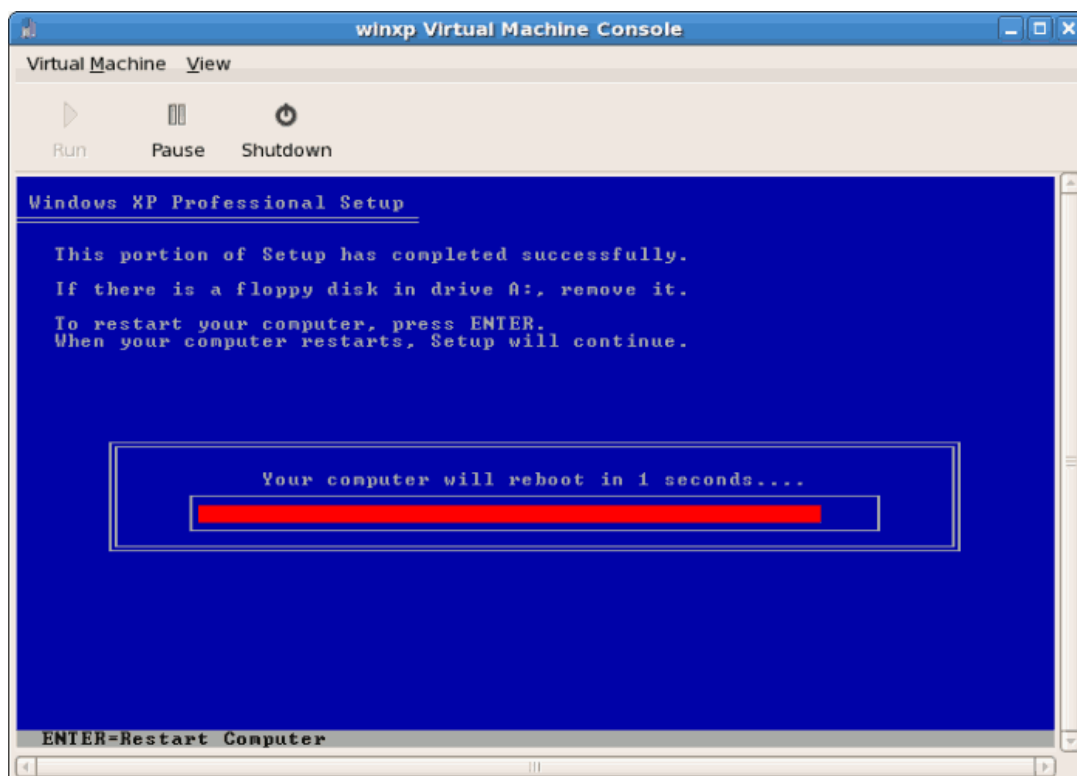 winxp Virtual Machine Console
Virtual Machine View
Run Pause Shutdown
Windows XP Professional Setup
This portion of Setup has completed successfully.
If there is a floppy disk in drive A:, remove it.
To restart your computer, press ENTER.
When your computer restarts, Setup will continue.
Your computer will reboot in 1 seconds....
ENTER=Restart Computer